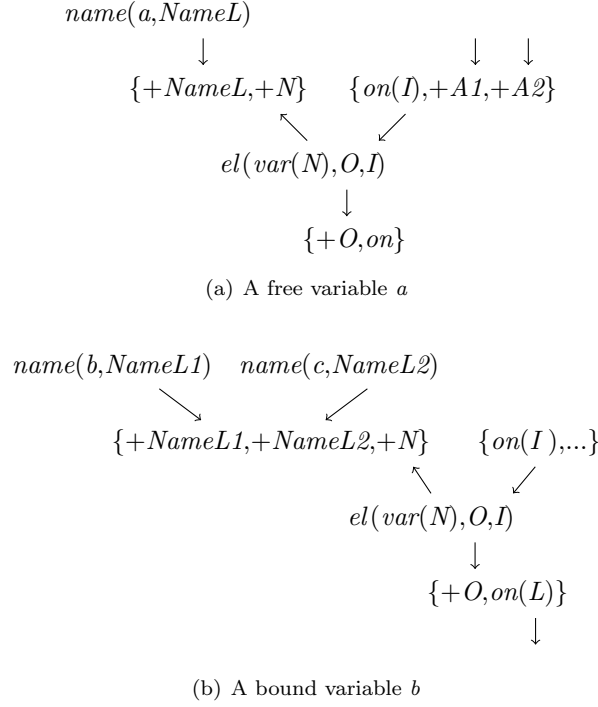 name(a,NameL)
{+NameL,+N} {on(I),+A1,+A2}
el(var(N),O,I)
{+O,on}
(a) A free variable a
name(b,NameL1) name(c,NameL2)
{+NameL1,+NameL2,+N} {on(I),...}
el(var(N),O,I)
{+O,on(L)}
(b) A bound variable b